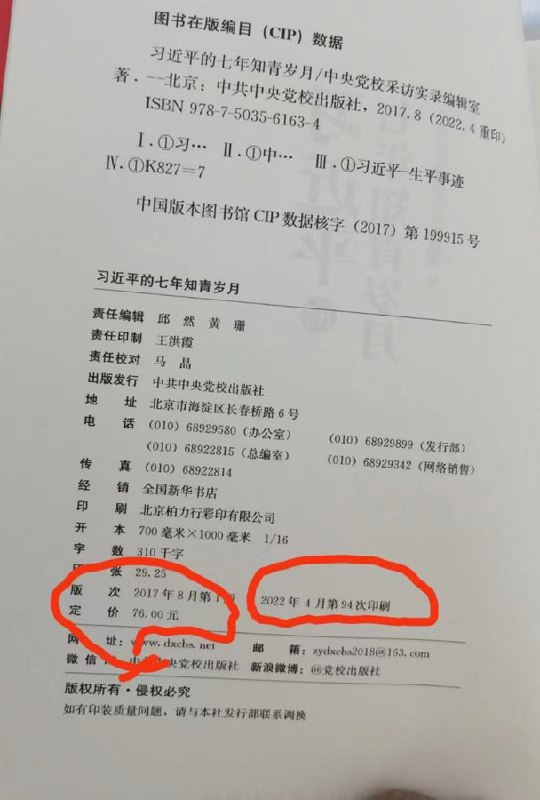 图书在版编目（CIP）数据
习近平的七年知青岁月/中央党校采访实录编辑室
著．--北京：中共中央党校出版社，2017.8（2022.4重印）
ISBN 978-7-5035-6163-4
Ⅰ．①习… Ⅱ．①中… Ⅲ．①习近平-生平事迹
Ⅳ．①K827=7
中国版本图书馆CIP数据核字（2017）第199915号
习近平的七年知青岁月
责任编辑 邱 然 黄 珊
责任印制 王洪霞
责任校对 马 晶
出版发行 中共中央党校出版社
地 址 北京市海淀区长春桥路6号
电 话 （010）68929580（办公室） （010）68929899（发行部）
（010）68922815（总编室） （010）68929342（网络销售）
传 真 （010）68922814
经 销 全国新华书店
印 刷 北京柏力行彩印有限公司
开 本 700毫米×1000毫米 1/16
字 数 310千字
张 29.25
版 次 2017年8月第1 2022年4月第94次印刷
定 价 76.00元
网 址：www.dxcbs.net 邮 箱：zydxcbs2018@163.com
微 信 中共中央党校出版社 新浪微博：@党校出版社
版权所有·侵权必究
如有印装质量问题，请与本社发行部联系调换